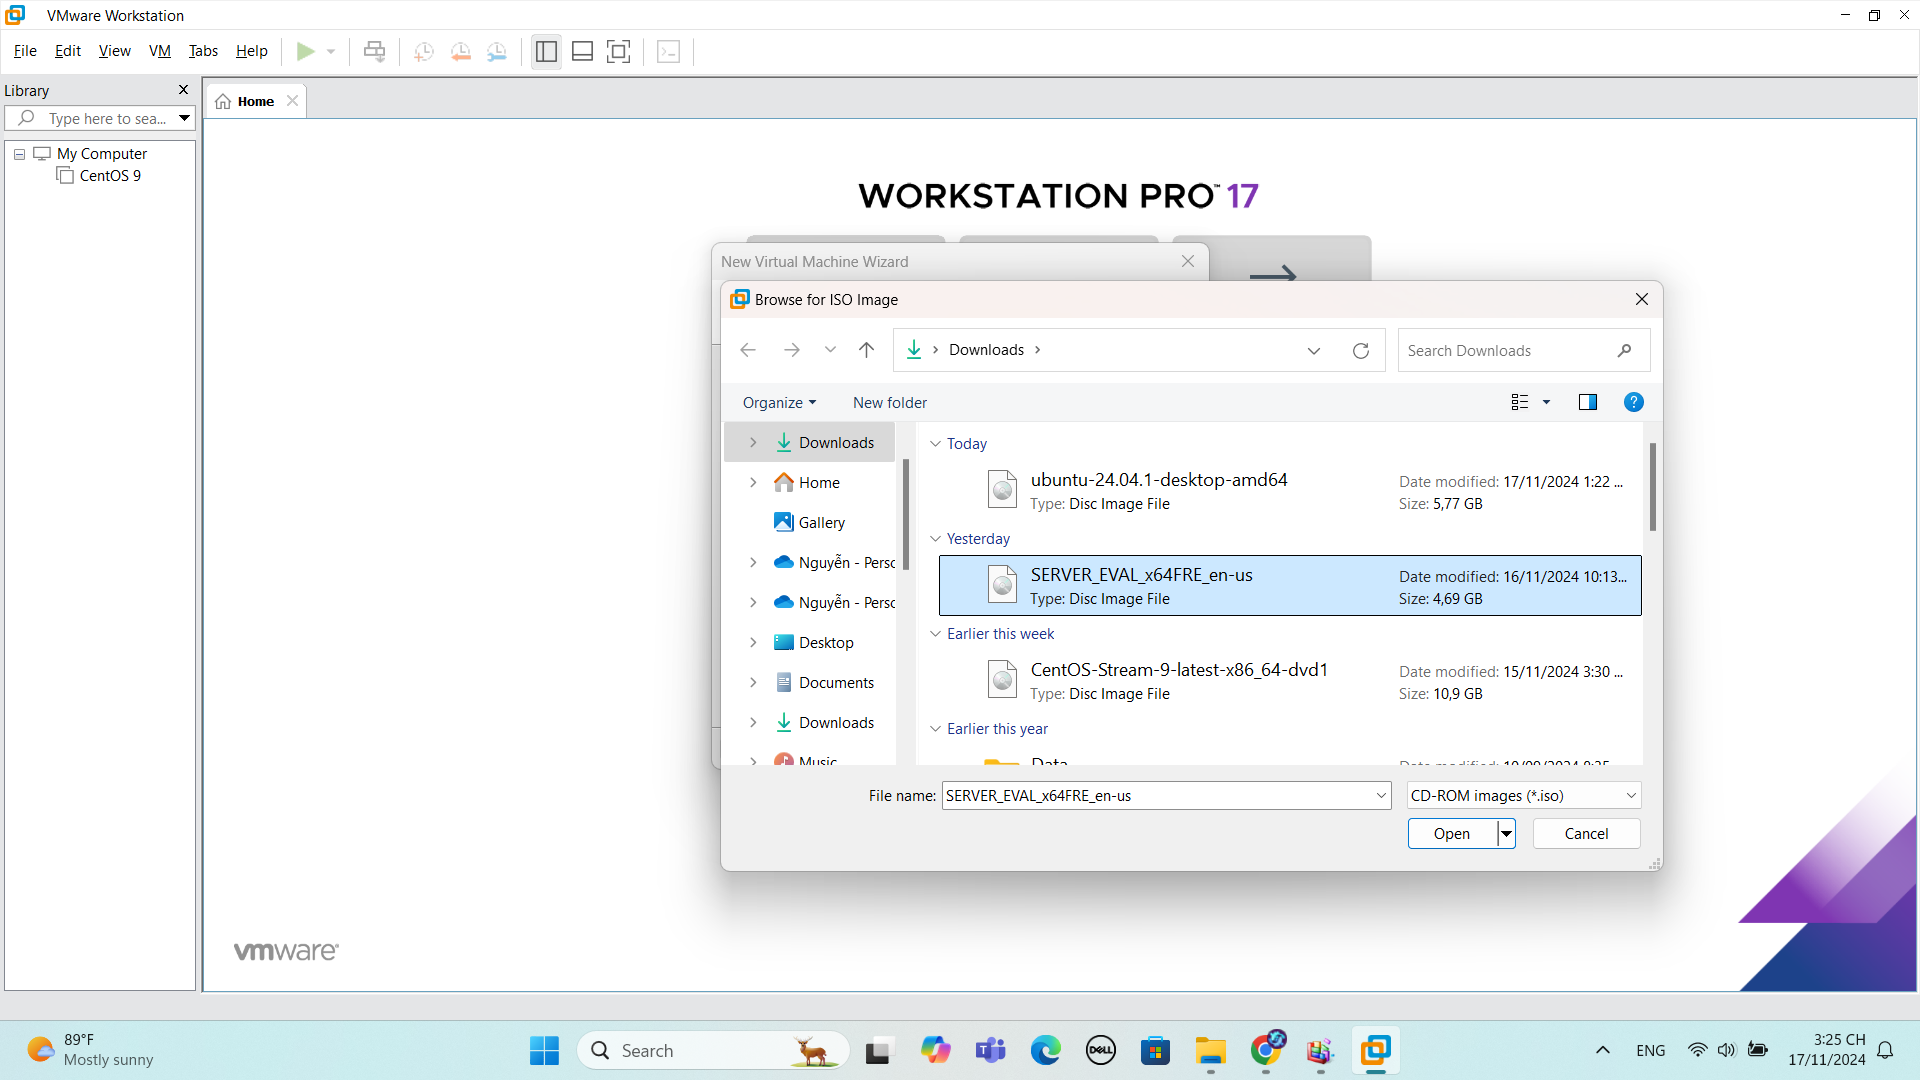 VMware Workstation
File Edit View VM Tabs Help
Library
Type here to sea...
My Computer
CentOS 9
Home
WORKSTATION PRO™ 17
New Virtual Machine Wizard
Browse for ISO Image
Downloads
Search Downloads
Organize New folder
Downloads
Home
Gallery
Nguyễn - Perso
Nguyễn - Perso
Desktop
Documents
Downloads
Music
Today
ubuntu-24.04.1-desktop-amd64
Type: Disc Image File
Date modified: 17/11/2024 1:22 ...
Size: 5,77 GB
Yesterday
SERVER_EVAL_x64FRE_en-us
Type: Disc Image File
Date modified: 16/11/2024 10:13...
Size: 4,69 GB
Earlier this week
CentOS-Stream-9-latest-x86_64-dvd1
Type: Disc Image File
Date modified: 15/11/2024 3:30 ...
Size: 10,9 GB
Earlier this year
Data
File name: SERVER_EVAL_x64FRE_en-us
CD-ROM images (*.iso)
Open
Cancel
vmware®
89°F
Mostly sunny
Search
DELL
ENG
3:25 CH
17/11/2024